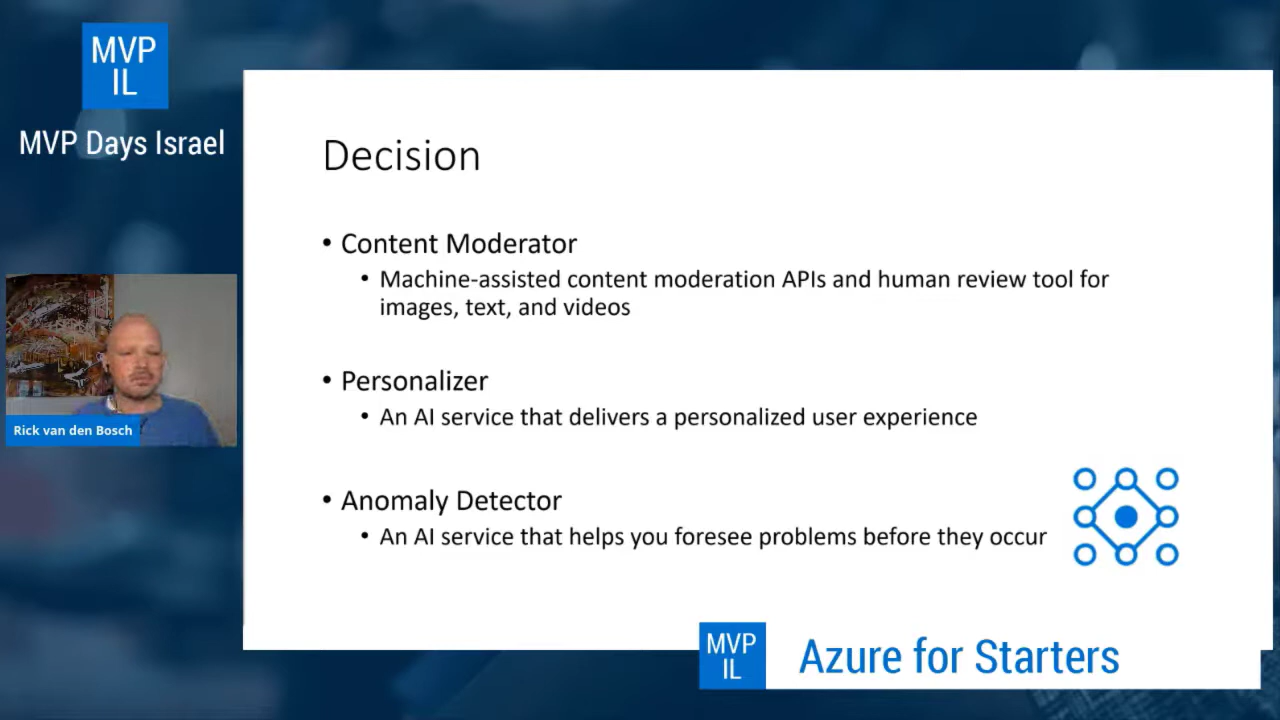 MVP
IL
MVP Days Israel
Decision
• Content Moderator
• Machine-assisted content moderation APIs and human review tool for
images, text, and videos
• Personalizer
• An AI service that delivers a personalized user experience
• Anomaly Detector
• An AI service that helps you foresee problems before they occur
Rick van den Bosch
MVP
IL
Azure for Starters